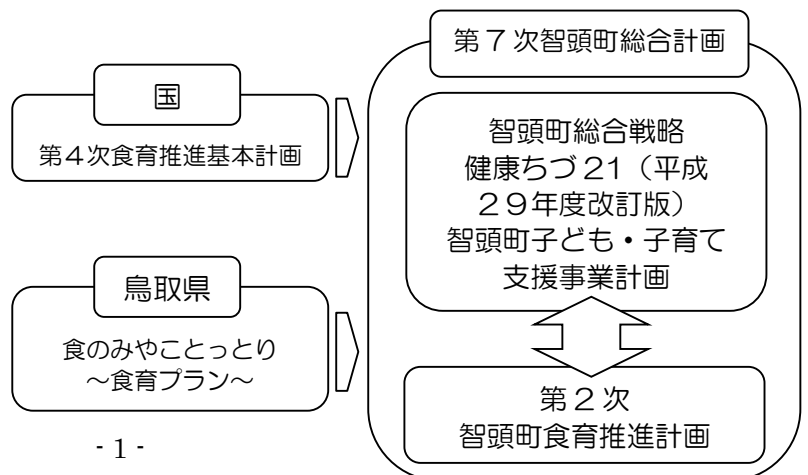 第７次智頭町総合計画
国
第４次食育推進基本計画
智頭町総合戦略
健康ちづ 21（平成
２９年度改訂版）
智頭町子ども・子育て
支援事業計画
鳥取県
食のみやことっとり
～食育プラン～
第２次
智頭町食育推進計画
- 1 -